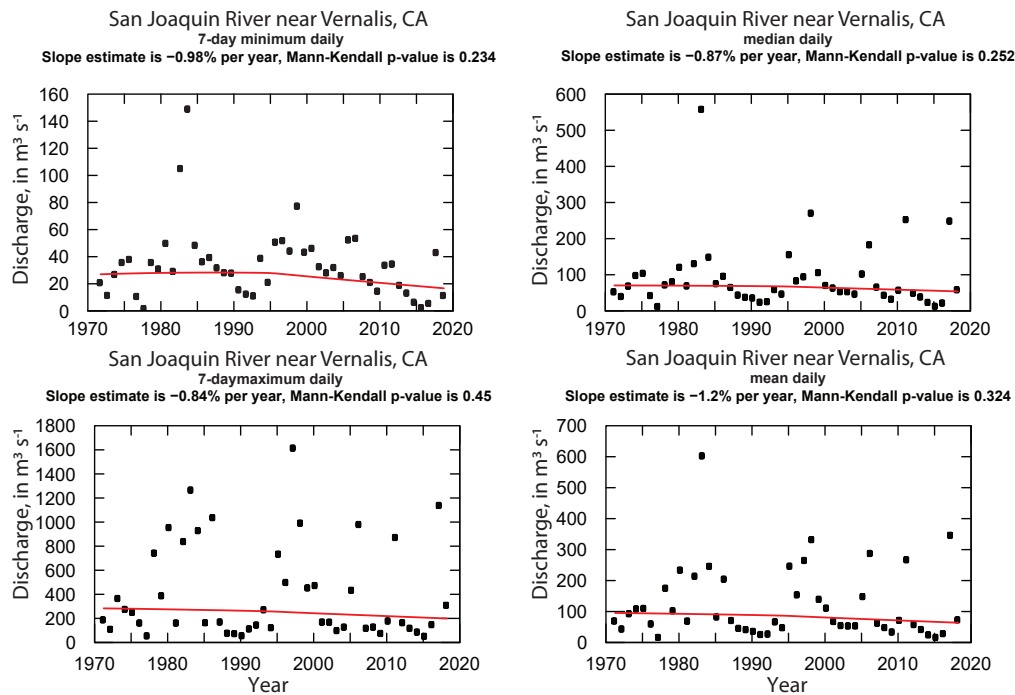 San Joaquin River near Vernalis, CA
7-day minimum daily
Slope estimate is −0.98% per year, Mann-Kendall p-value is 0.234
Discharge, in m³ s⁻¹
160
140
120
100
80
60
40
20
0
1970 1980 1990 2000 2010 2020
San Joaquin River near Vernalis, CA
median daily
Slope estimate is −0.87% per year, Mann-Kendall p-value is 0.252
Discharge, in m³ s⁻¹
600
500
400
300
200
100
0
1970 1980 1990 2000 2010 2020
San Joaquin River near Vernalis, CA
7-daymaximum daily
Slope estimate is −0.84% per year, Mann-Kendall p-value is 0.45
Discharge, in m³ s⁻¹
1800
1600
1400
1200
1000
800
600
400
200
0
1970 1980 1990 2000 2010 2020
Year
San Joaquin River near Vernalis, CA
mean daily
Slope estimate is −1.2% per year, Mann-Kendall p-value is 0.324
Discharge, in m³ s⁻¹
700
600
500
400
300
200
100
0
1970 1980 1990 2000 2010 2020
Year